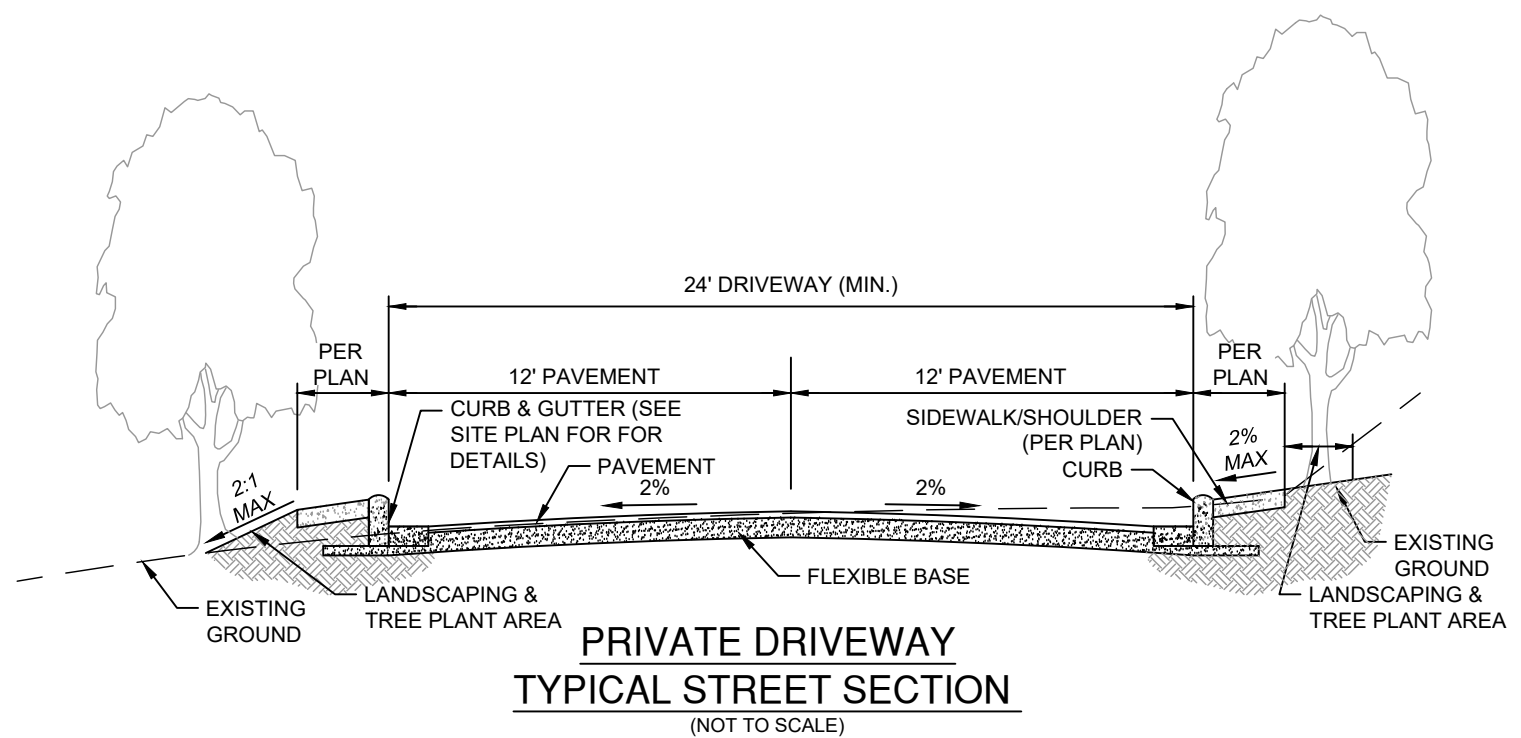 24' DRIVEWAY (MIN.)
PER
PLAN
12' PAVEMENT
12' PAVEMENT
PER
PLAN
CURB & GUTTER (SEE
SITE PLAN FOR FOR
DETAILS)
PAVEMENT
2%
2%
SIDEWALK/SHOULDER
(PER PLAN)
CURB
2%
MAX
2:1
MAX
FLEXIBLE BASE
EXISTING
GROUND
LANDSCAPING &
TREE PLANT AREA
EXISTING
GROUND
LANDSCAPING &
TREE PLANT AREA
PRIVATE DRIVEWAY
TYPICAL STREET SECTION
(NOT TO SCALE)